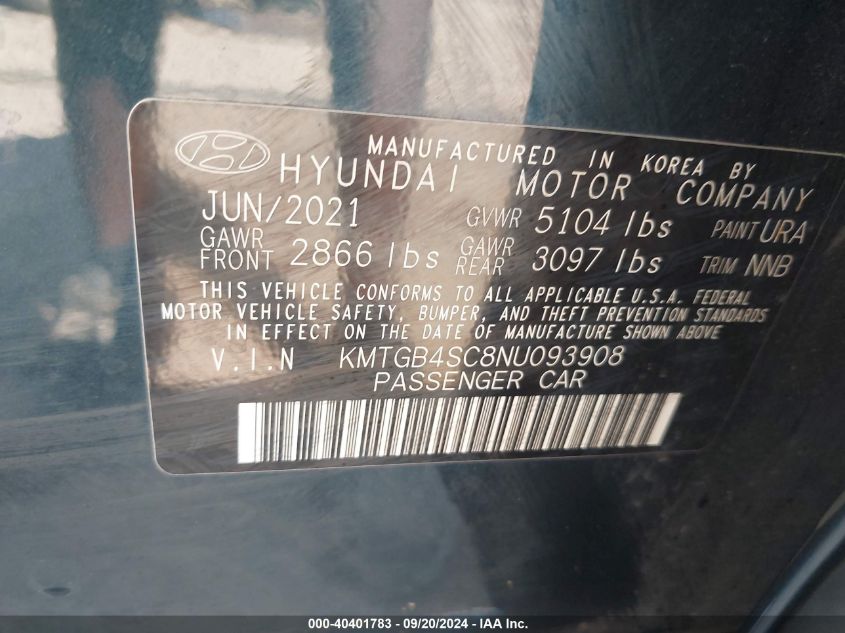 MANUFACTURED IN KOREA BY
HYUNDAI MOTOR COMPANY
JUN/2021 GVWR 5104 lbs PAINT URA
GAWR FRONT 2866 lbs GAWR REAR 3097 lbs TRIM NNB
THIS VEHICLE CONFORMS TO ALL APPLICABLE U.S.A. FEDERAL
MOTOR VEHICLE SAFETY, BUMPER, AND THEFT PREVENTION STANDARDS
IN EFFECT ON THE DATE OF MANUFACTURE SHOWN ABOVE
V.I.N KMTGB4SC8NU093908
PASSENGER CAR
000-40401783 - 09/20/2024 - IAA Inc.